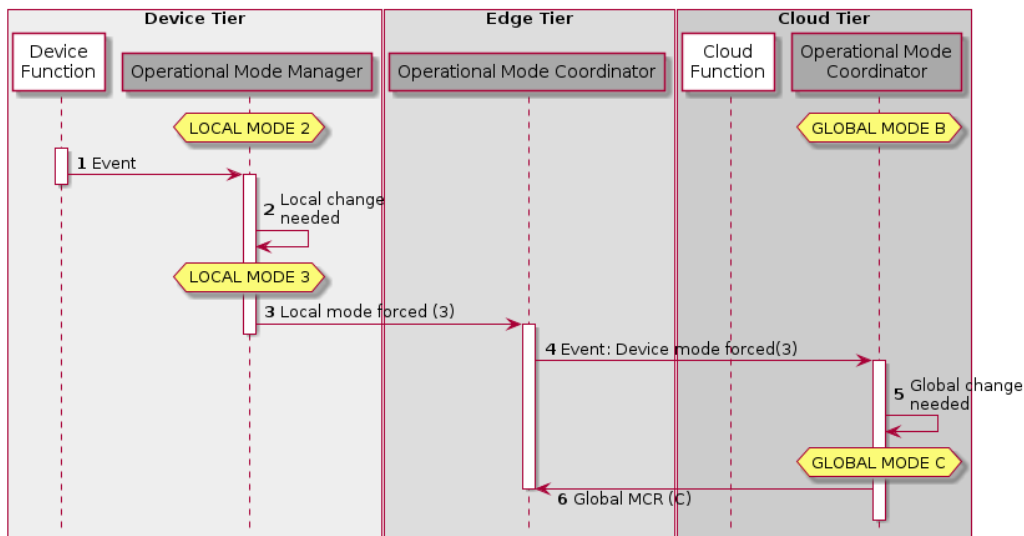 Device Tier
Edge Tier
Cloud Tier
Device
Function
Operational Mode Manager
Operational Mode Coordinator
Cloud
Function
Operational Mode
Coordinator
LOCAL MODE 2
GLOBAL MODE B
1 Event
2 Local change
needed
LOCAL MODE 3
3 Local mode forced (3)
4 Event: Device mode forced(3)
5 Global change
needed
GLOBAL MODE C
6 Global MCR (C)